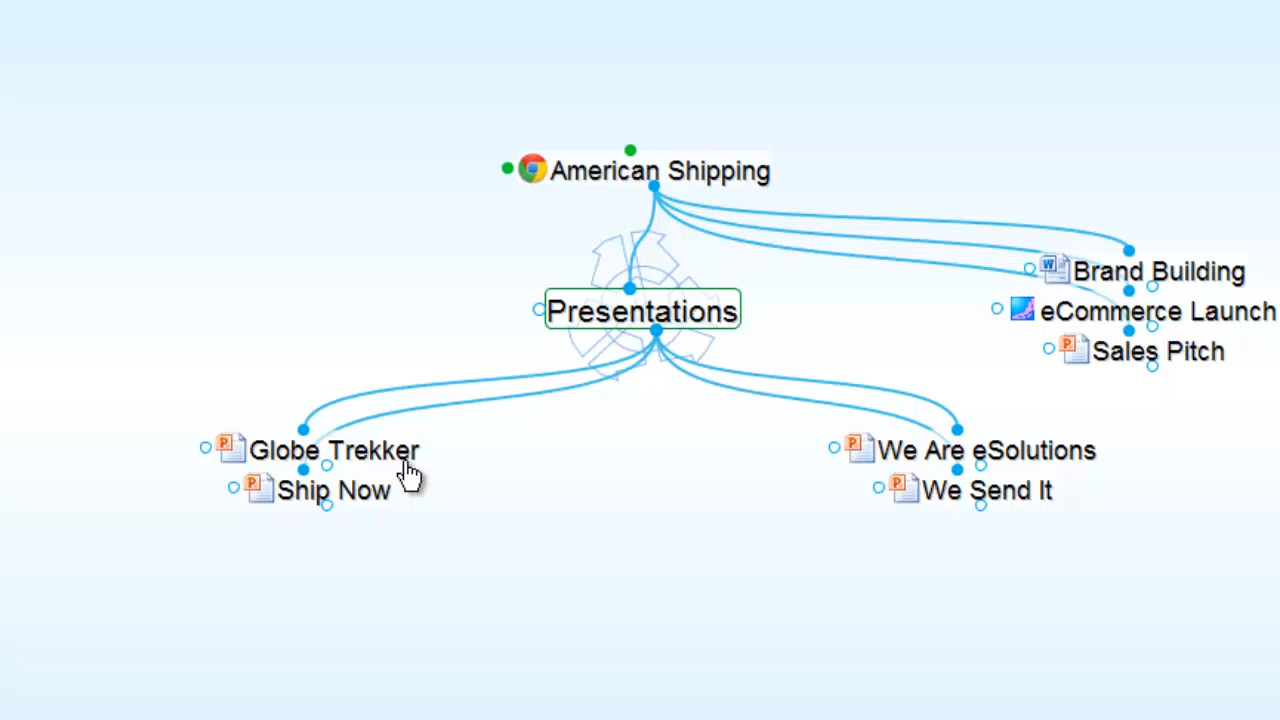 American Shipping
Brand Building
Presentations
eCommerce Launch
Sales Pitch
Globe Trekker
We Are eSolutions
Ship Now
We Send It